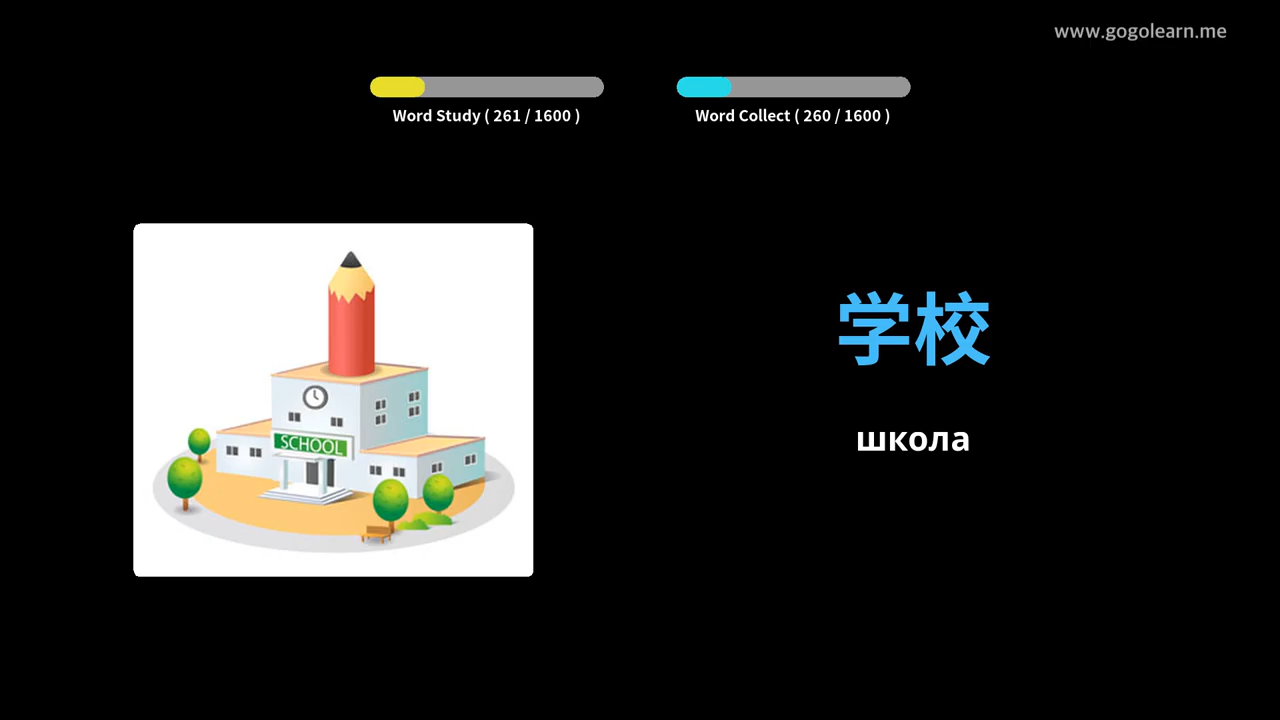 www.gogolearn.me
Word Study ( 261 / 1600 )
Word Collect ( 260 / 1600 )
SCHOOL
学校
школа